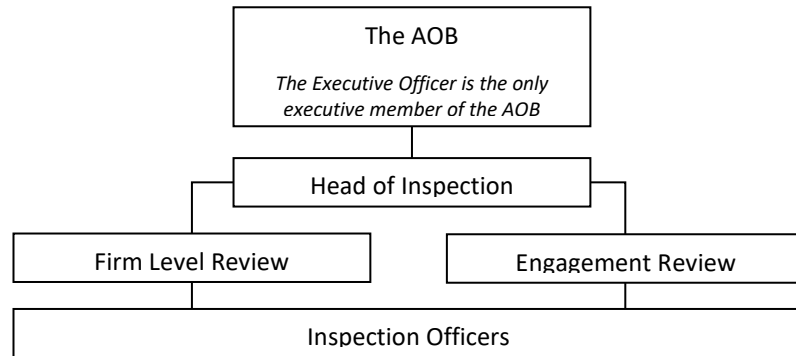 The AOB
The Executive Officer is the only
executive member of the AOB
Head of Inspection
Firm Level Review
Engagement Review
Inspection Officers